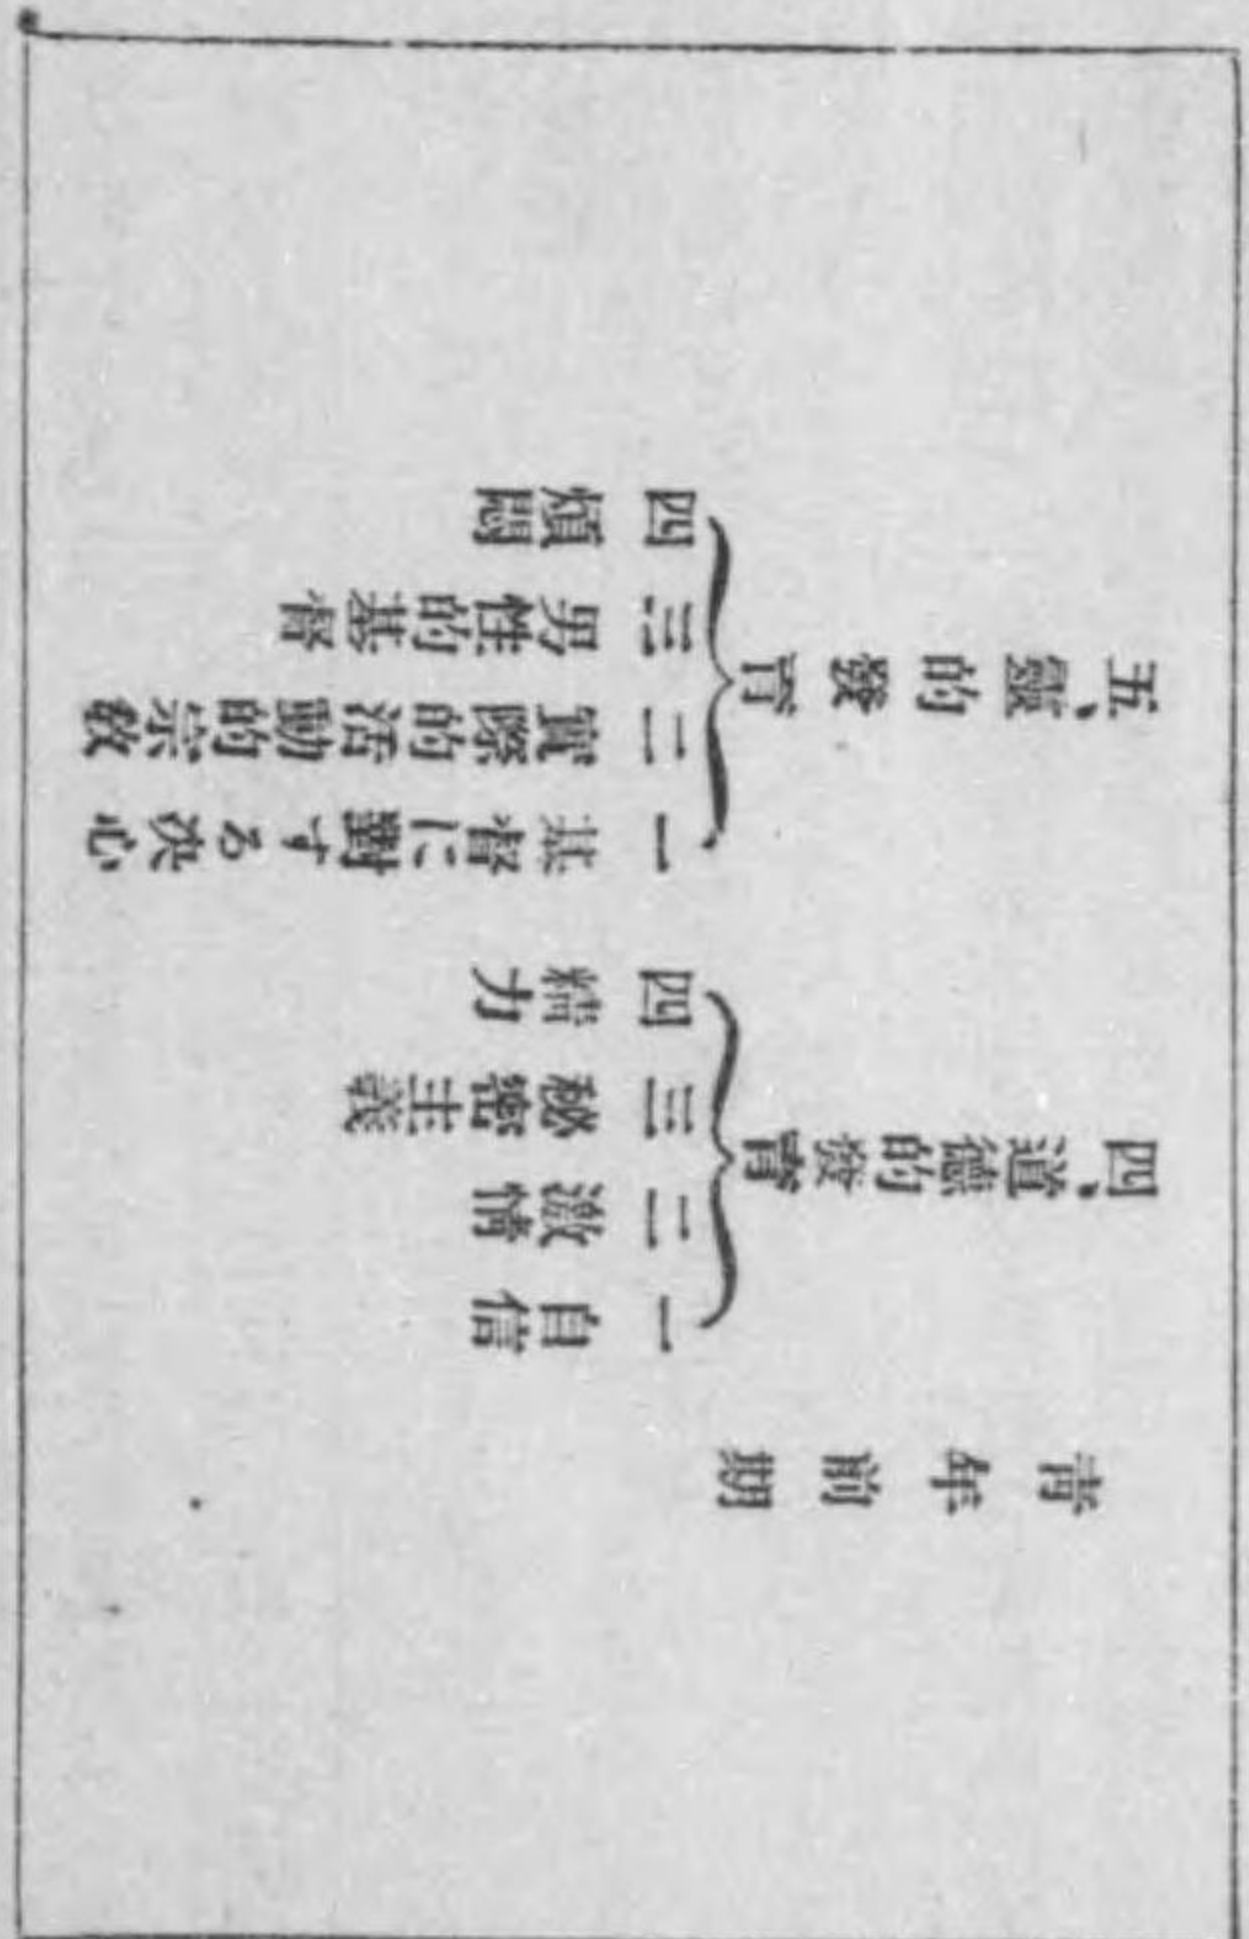 青年前期
四、道德的發育
一 自信
二 激情
三 秘密主義
四 精力
五、靈的發育
一 基督に對する決心
二 實際的活動的宗敎
三 男性的基督
四 煩悶